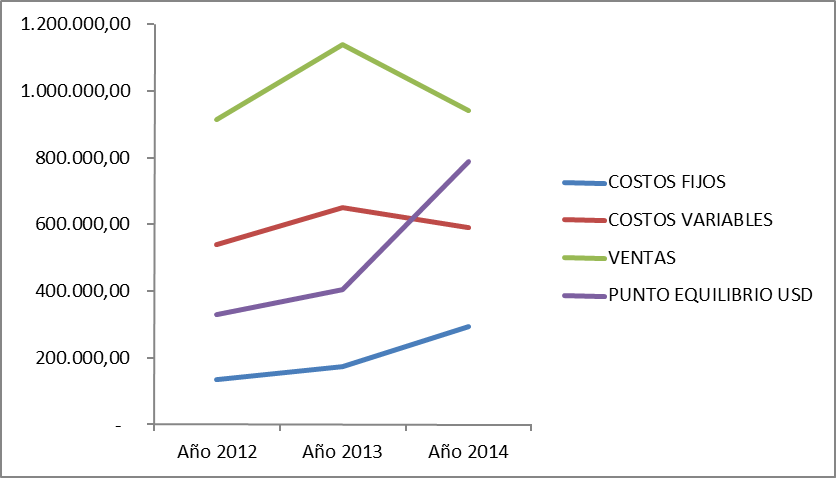 1.200.000,00
1.000.000,00
800.000,00
600.000,00
400.000,00
200.000,00
-
Año 2012 Año 2013 Año 2014
COSTOS FIJOS
COSTOS VARIABLES
VENTAS
PUNTO EQUILIBRIO USD